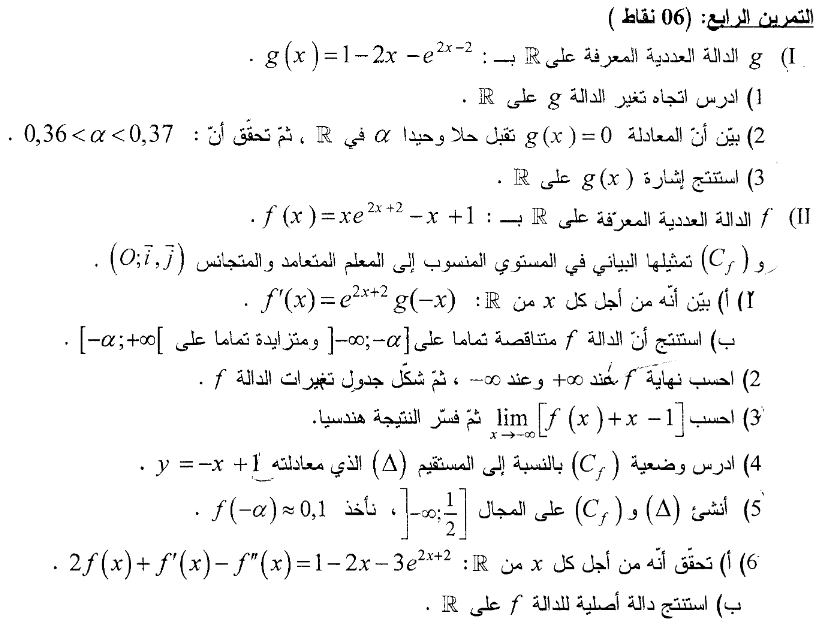 التمرين الرابع: (06 نقاط)
I) g الدالة العددية المعرفة على ℝ بـ : g(x)=1−2x−e^{2x−2} .
1) ادرس اتجاه تغير الدالة g على ℝ .
2) بيّن أنّ المعادلة g(x)=0 تقبل حلا وحيدا α في ℝ ، ثمّ تحقّق أنّ : 0,36<α<0,37 .
3) استنتج إشارة g(x) على ℝ .
II) f الدالة العددية المعرفة على ℝ بـ : f(x)=xe^{2x+2}−x+1 .
و (C_f) تمثيلها البياني في المستوي المنسوب إلى المعلم المتعامد والمتجانس (O;i⃗,j⃗) .
1) أ) بيّن أنّه من أجل كل x من ℝ: f′(x)=e^{2x+2}g(−x) .
ب) استنتج أنّ الدالة f متناقصة تماما على ]−∞;−α] ومتزايدة تماما على [−α;+∞[ .
2) احسب نهاية f عند +∞ وعند −∞ ، ثمّ شكّل جدول تغيرات الدالة f .
3) احسب lim_{x→−∞}[f(x)+x−1] ثمّ فسّر النتيجة هندسيا.
4) ادرس وضعية (C_f) بالنسبة إلى المستقيم (Δ) الذي معادلته y=−x+1 .
5) أنشئ (Δ) و (C_f) على المجال ]−∞;1/2] ، نأخذ f(−α)≈0,1 .
6) أ) تحقّق أنّه من أجل كل x من ℝ: 2f(x)+f′(x)−f″(x)=1−2x−3e^{2x+2} .
ب) استنتج دالة أصلية للدالة f على ℝ .